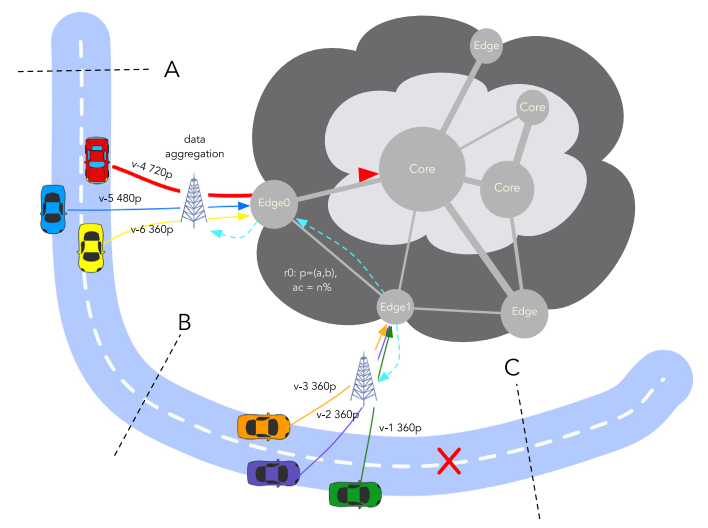 Edge
A
Core
data
aggregation
v-4 720p
Core
Core
v-5 480p
Edge0
v-6 360p
r0: p=(a,b),
ac = n%
Edge1
Edge
B
C
v-3 360p
v-2 360p
v-1 360p